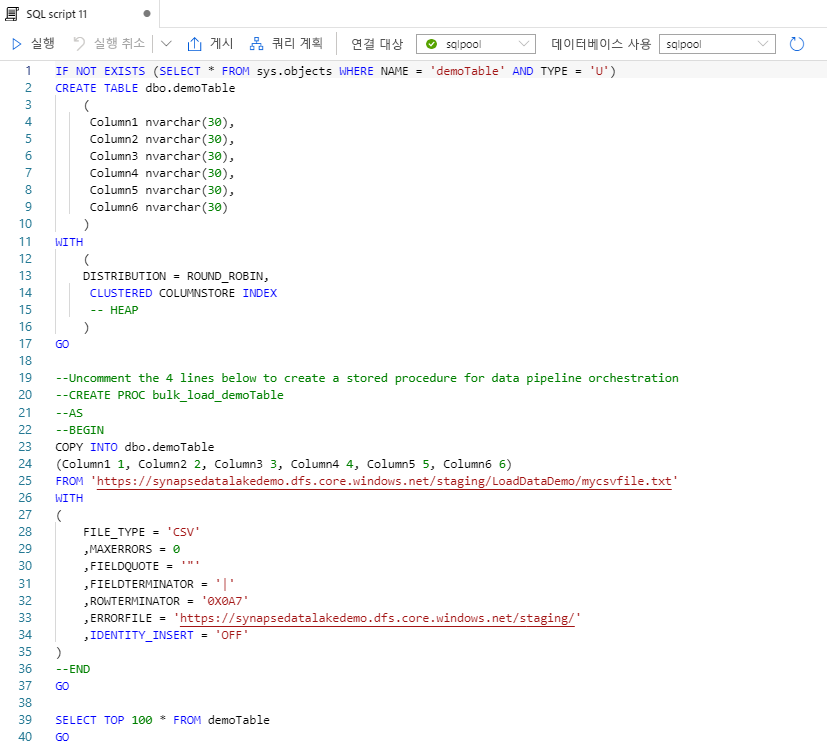 SQL script 11
실행 실행 취소 게시 쿼리 계획 연결 대상 sqlpool 데이터베이스 사용 sqlpool
1 IF NOT EXISTS (SELECT * FROM sys.objects WHERE NAME = 'demoTable' AND TYPE = 'U')
2 CREATE TABLE dbo.demoTable
3 (
4 Column1 nvarchar(30),
5 Column2 nvarchar(30),
6 Column3 nvarchar(30),
7 Column4 nvarchar(30),
8 Column5 nvarchar(30),
9 Column6 nvarchar(30)
10 )
11 WITH
12 (
13 DISTRIBUTION = ROUND_ROBIN,
14 CLUSTERED COLUMNSTORE INDEX
15 -- HEAP
16 )
17 GO
18
19 --Uncomment the 4 lines below to create a stored procedure for data pipeline orchestration
20 --CREATE PROC bulk_load_demoTable
21 --AS
22 --BEGIN
23 COPY INTO dbo.demoTable
24 (Column1 1, Column2 2, Column3 3, Column4 4, Column5 5, Column6 6)
25 FROM 'https://synapsedatalakedemo.dfs.core.windows.net/staging/LoadDataDemo/mycsvfile.txt'
26 WITH
27 (
28 FILE_TYPE = 'CSV'
29 ,MAXERRORS = 0
30 ,FIELDQUOTE = '"'
31 ,FIELDTERMINATOR = '|'
32 ,ROWTERMINATOR = '0X0A7'
33 ,ERRORFILE = 'https://synapsedatalakedemo.dfs.core.windows.net/staging/'
34 ,IDENTITY_INSERT = 'OFF'
35 )
36 --END
37 GO
38
39 SELECT TOP 100 * FROM demoTable
40 GO